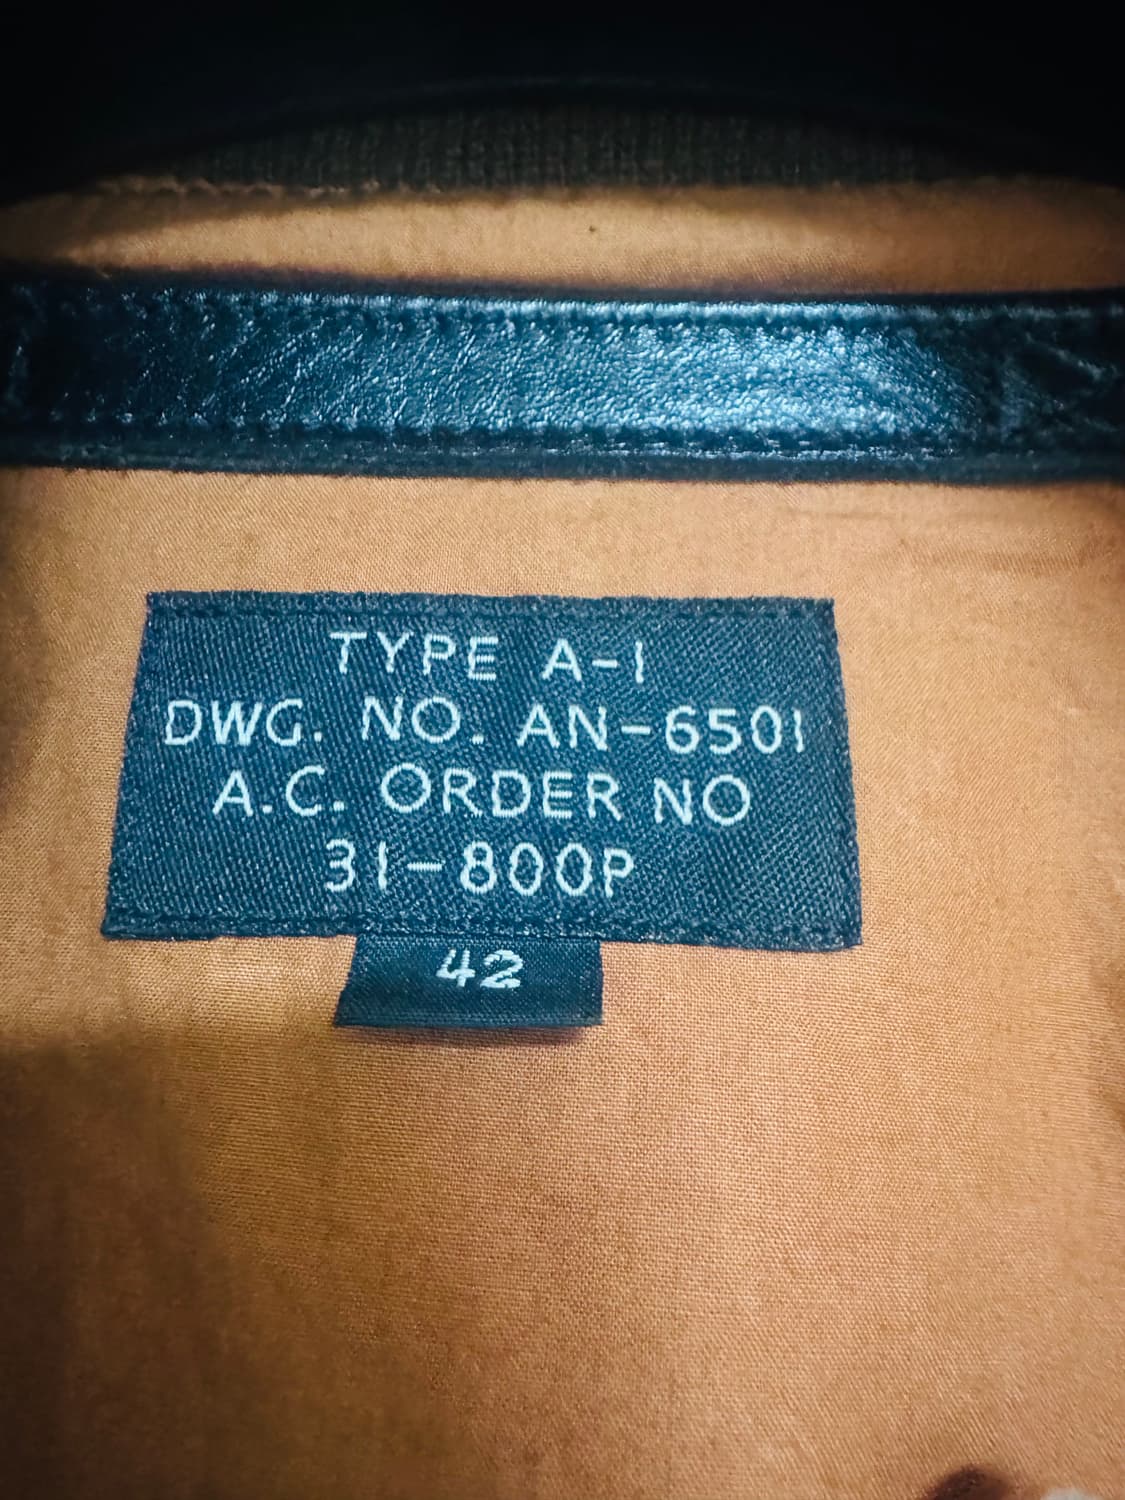 TYPE A-1
DWG. NO. AN-6501
A.C. ORDER NO
31-800P
42